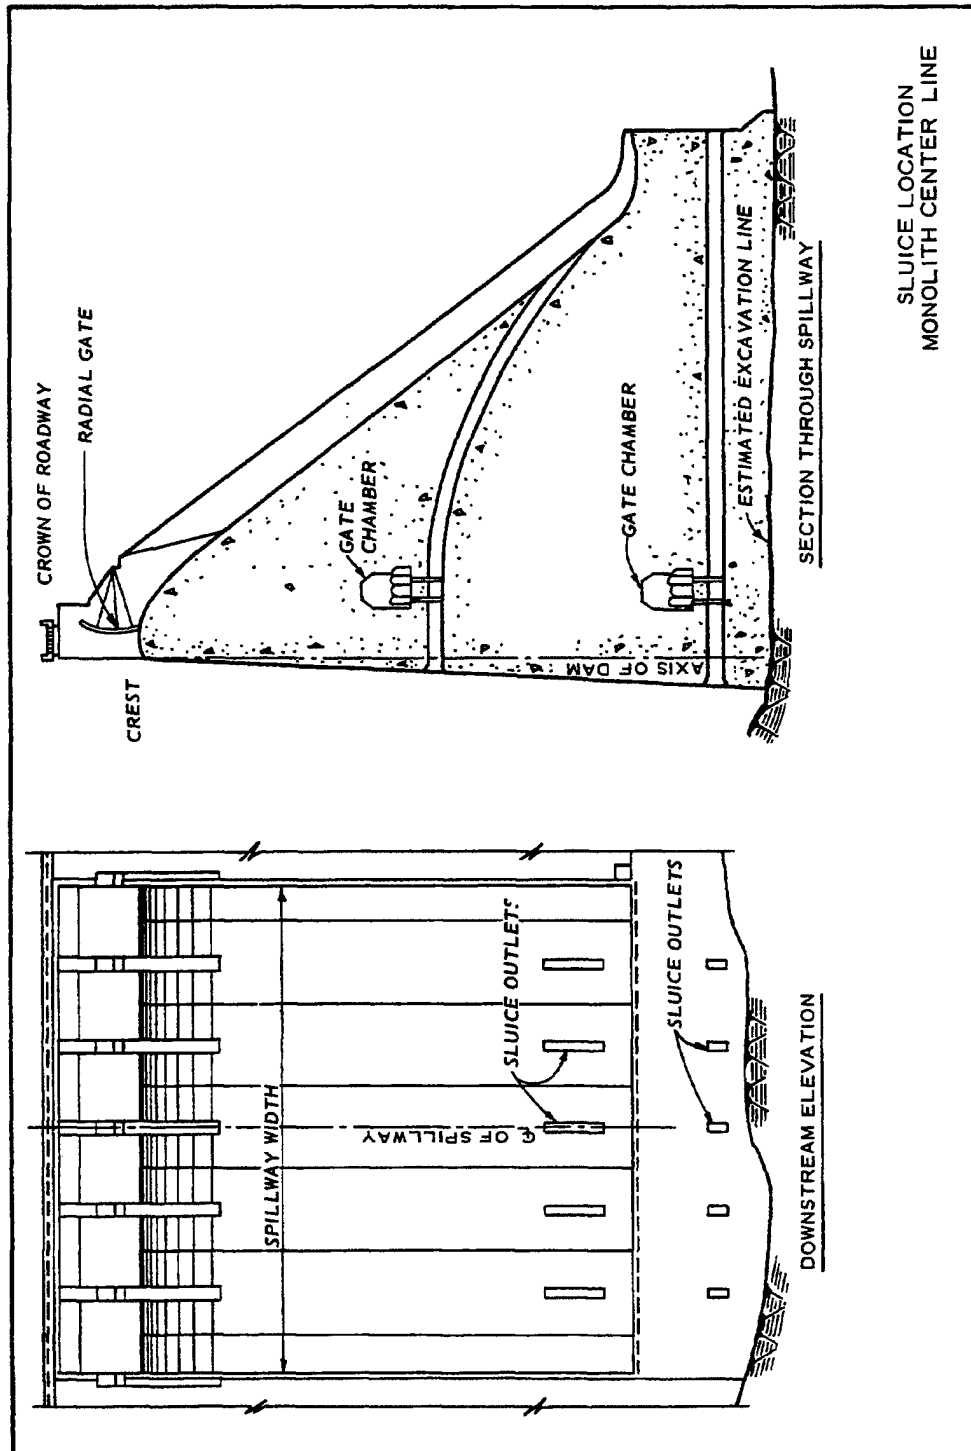 CROWN OF ROADWAY
RADIAL GATE
CREST
GATE
CHAMBER
GATE CHAMBER
AXIS OF DAM
ESTIMATED EXCAVATION LINE
SECTION THROUGH SPILLWAY
SPILLWAY WIDTH
℄ OF SPILLWAY
SLUICE OUTLETS
SLUICE OUTLETS
DOWNSTREAM ELEVATION
SLUICE LOCATION
MONOLITH CENTER LINE